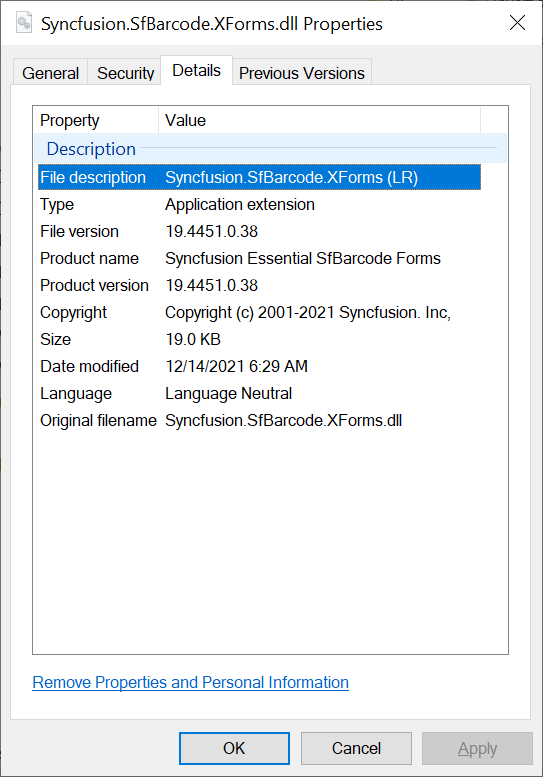 Syncfusion.SfBarcode.XForms.dll Properties
General Security Details Previous Versions
Property Value
Description
File description Syncfusion.SfBarcode.XForms (LR)
Type Application extension
File version 19.4451.0.38
Product name Syncfusion Essential SfBarcode Forms
Product version 19.4451.0.38
Copyright Copyright (c) 2001-2021 Syncfusion. Inc,
Size 19.0 KB
Date modified 12/14/2021 6:29 AM
Language Language Neutral
Original filename Syncfusion.SfBarcode.XForms.dll
Remove Properties and Personal Information
OK Cancel Apply